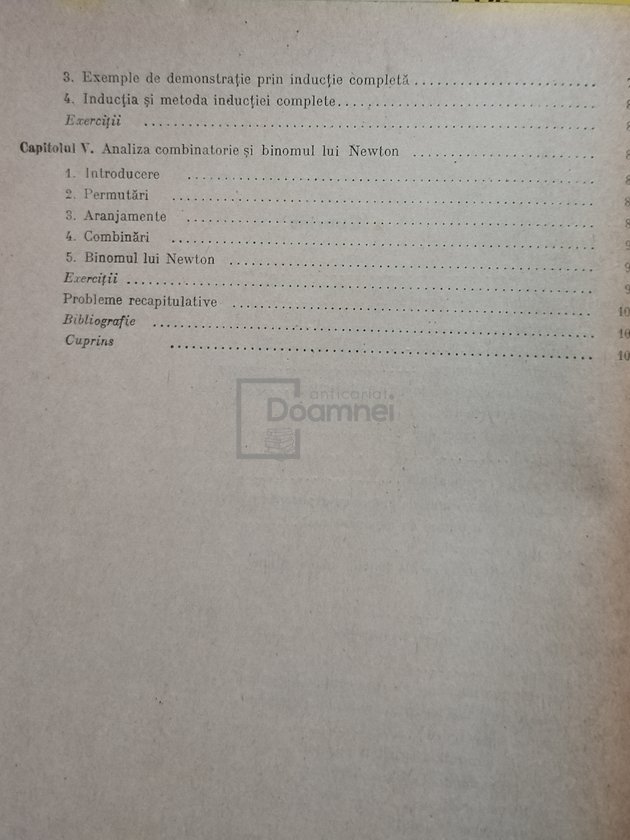 3. Exemple de demonstrație prin inducție completă
4. Inducția și metoda inducției complete
Exerciții
Capitolul V. Analiza combinatorie și binomul lui Newton
1. Introducere
2. Permutări
3. Aranjamente
4. Combinări
5. Binomul lui Newton
Exerciții
Probleme recapitulative
Bibliografie
Cuprins
anticariat
Doamnei